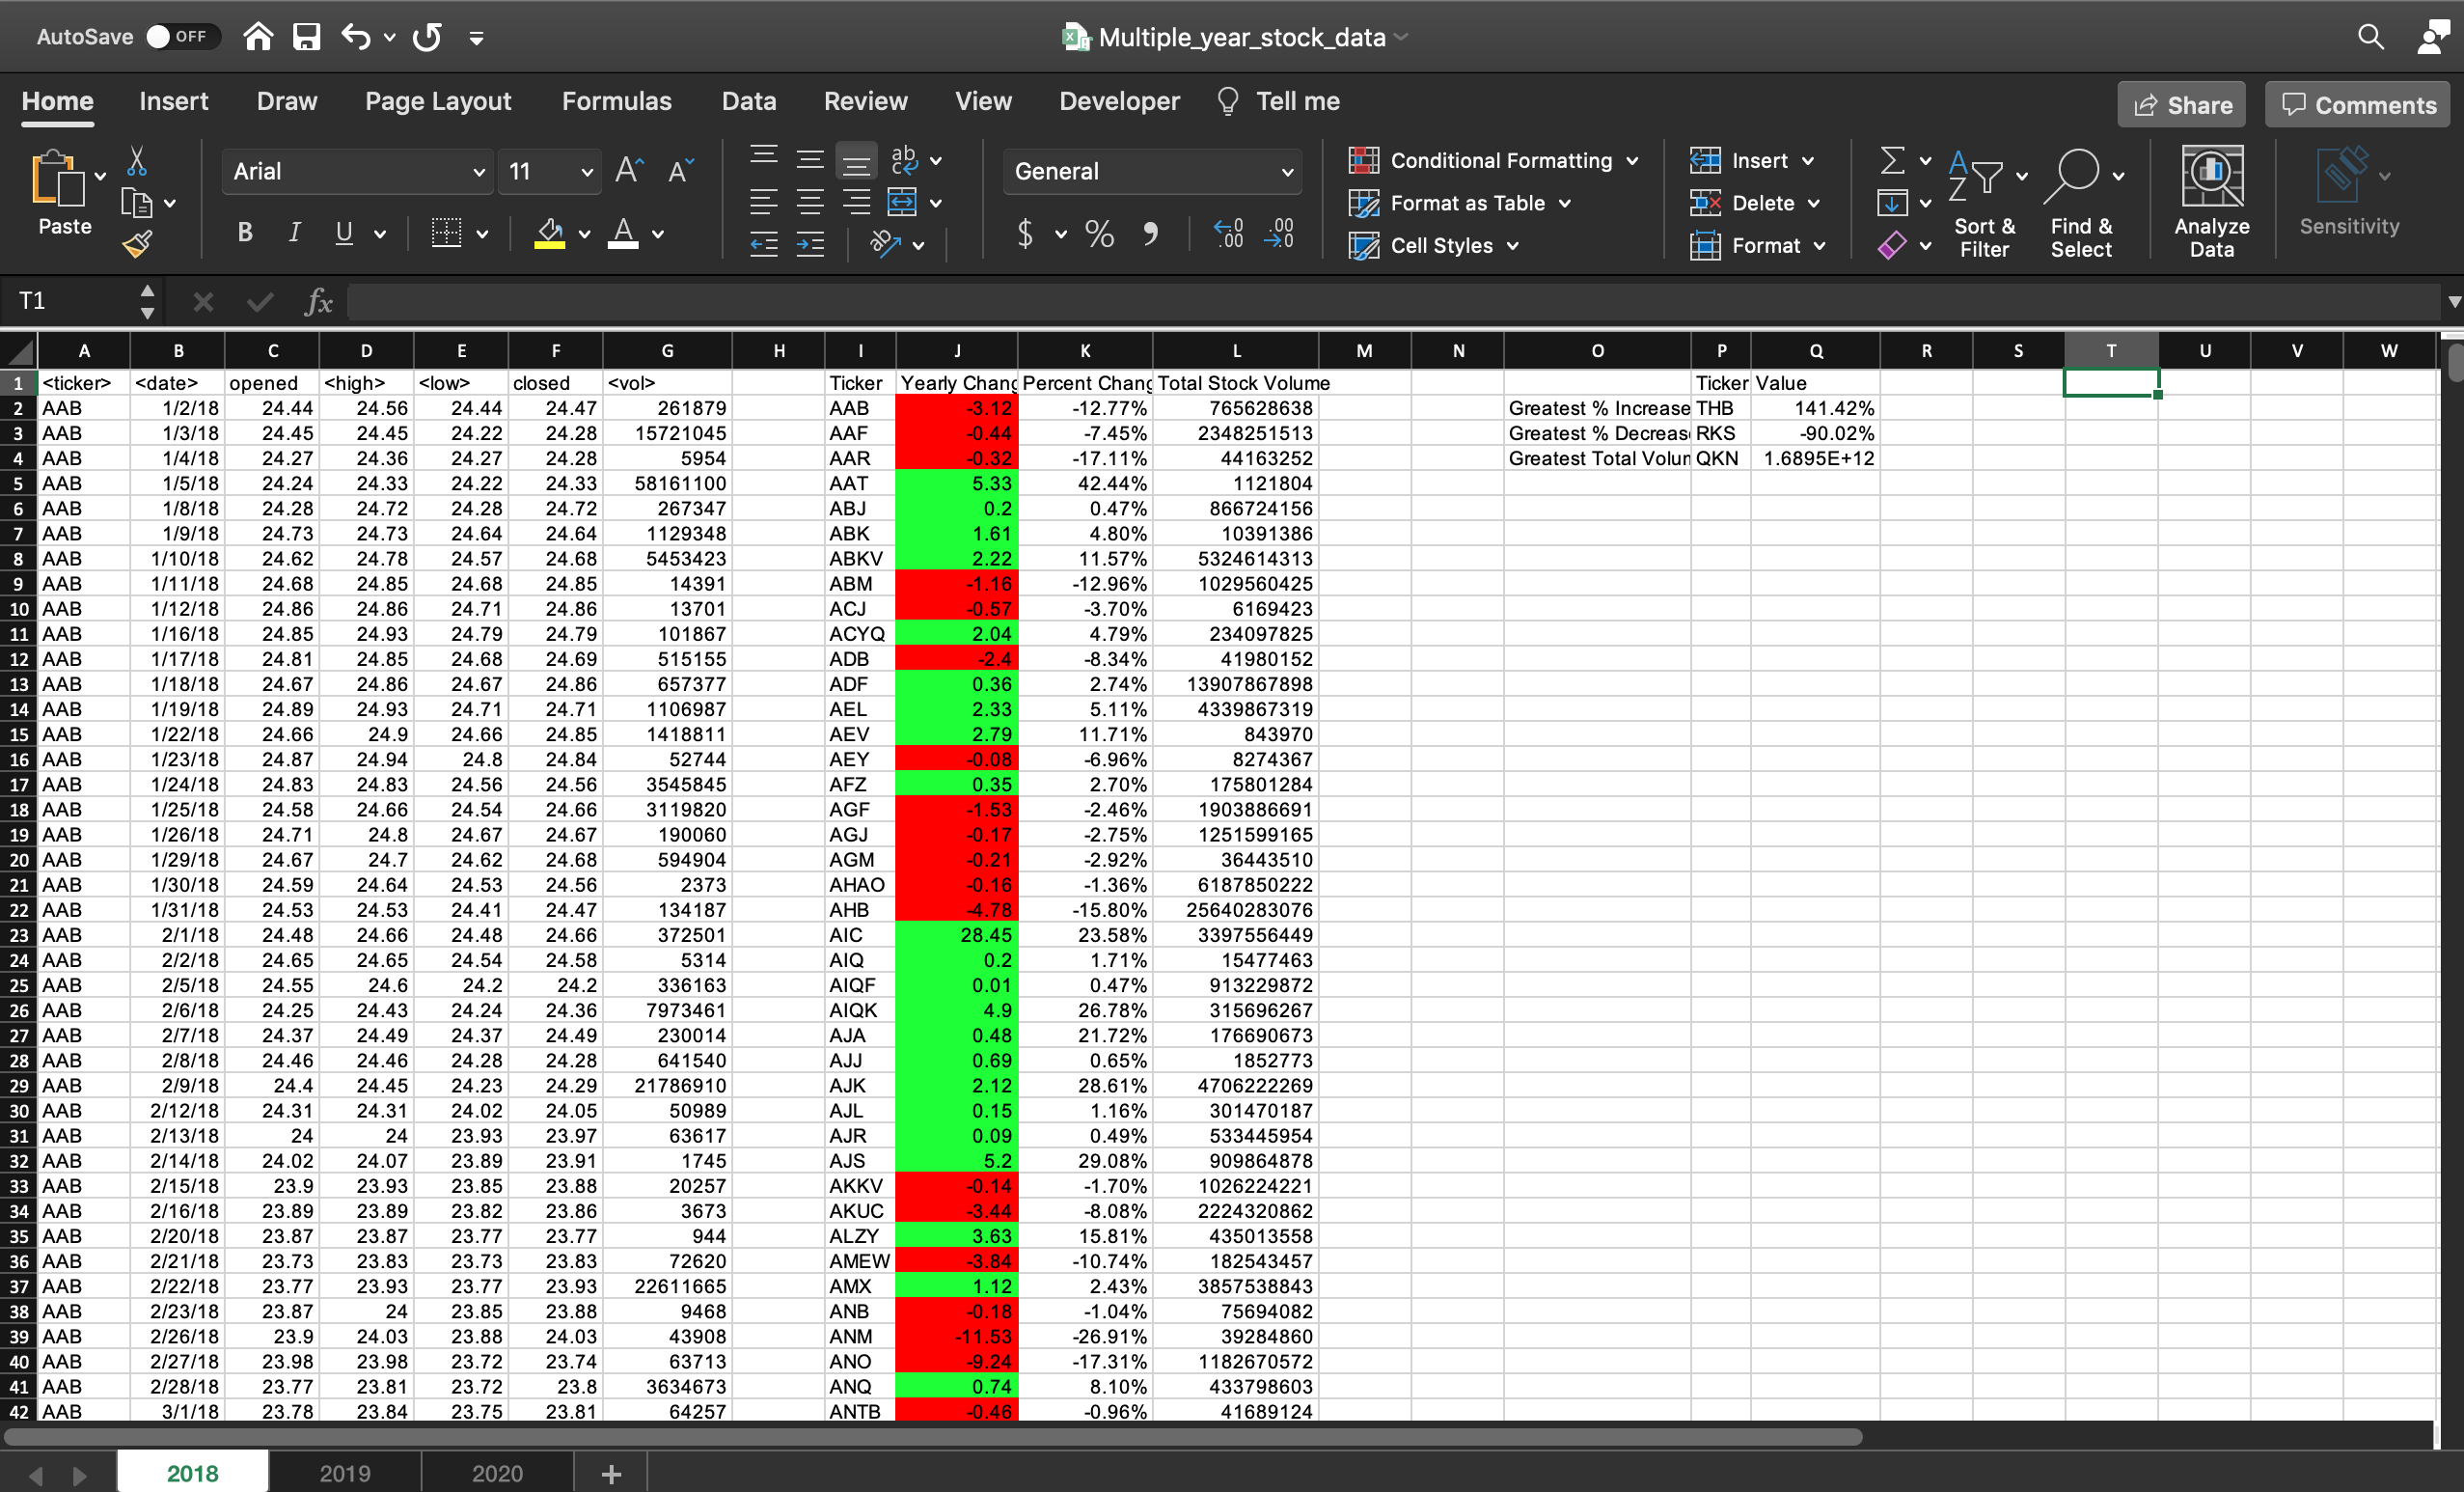 AutoSave OFF Multiple_year_stock_data
Home Insert Draw Page Layout Formulas Data Review View Developer Tell me Share Comments
Paste Arial 11 A A ab General Conditional Formatting Insert
Format as Table Delete
B I U A $ % .00 .00 Cell Styles Format
Sort & Filter Find & Select Analyze Data Sensitivity
T1 fx
A B C D E F G H I J K L M N O P Q R S T U V W
1 <ticker> <date> opened <high> <low> closed <vol> Ticker Yearly Chang Percent Chang Total Stock Volume Ticker Value
2 AAB 1/2/18 24.44 24.56 24.44 24.47 261879 AAB -3.12 -12.77% 765628638 Greatest % Increase THB 141.42%
3 AAB 1/3/18 24.45 24.45 24.22 24.28 15721045 AAF -0.44 -7.45% 2348251513 Greatest % Decreas RKS -90.02%
4 AAB 1/4/18 24.27 24.36 24.27 24.28 5954 AAR -0.32 -17.11% 44163252 Greatest Total Volun QKN 1.6895E+12
5 AAB 1/5/18 24.24 24.33 24.22 24.33 58161100 AAT 5.33 42.44% 1121804
6 AAB 1/8/18 24.28 24.72 24.28 24.72 267347 ABJ 0.2 0.47% 866724156
7 AAB 1/9/18 24.73 24.73 24.64 24.64 1129348 ABK 1.61 4.80% 10391386
8 AAB 1/10/18 24.62 24.78 24.57 24.68 5453423 ABKV 2.22 11.57% 5324614313
9 AAB 1/11/18 24.68 24.85 24.68 24.85 14391 ABM -1.16 -12.96% 1029560425
10 AAB 1/12/18 24.86 24.86 24.71 24.86 13701 ACJ -0.57 -3.70% 6169423
11 AAB 1/16/18 24.85 24.93 24.79 24.79 101867 ACYQ 2.04 4.79% 234097825
12 AAB 1/17/18 24.81 24.85 24.68 24.69 515155 ADB -2.4 -8.34% 41980152
13 AAB 1/18/18 24.67 24.86 24.67 24.86 657377 ADF 0.36 2.74% 13907867898
14 AAB 1/19/18 24.89 24.93 24.71 24.71 1106987 AEL 2.33 5.11% 4339867319
15 AAB 1/22/18 24.66 24.9 24.66 24.85 1418811 AEV 2.79 11.71% 843970
16 AAB 1/23/18 24.87 24.94 24.8 24.84 52744 AEY -0.08 -6.96% 8274367
17 AAB 1/24/18 24.83 24.83 24.56 24.56 3545845 AFZ 0.35 2.70% 175801284
18 AAB 1/25/18 24.58 24.66 24.54 24.66 3119820 AGF -1.53 -2.46% 1903886691
19 AAB 1/26/18 24.71 24.8 24.67 24.67 190060 AGJ -0.17 -2.75% 1251599165
20 AAB 1/29/18 24.67 24.7 24.62 24.68 594904 AGM -0.21 -2.92% 36443510
21 AAB 1/30/18 24.59 24.64 24.53 24.56 2373 AHAO -0.16 -1.36% 6187850222
22 AAB 1/31/18 24.53 24.53 24.41 24.47 134187 AHB -4.78 -15.80% 25640283076
23 AAB 2/1/18 24.48 24.66 24.48 24.66 372501 AIC 28.45 23.58% 3397556449
24 AAB 2/2/18 24.65 24.65 24.54 24.58 5314 AIQ 0.2 1.71% 15477463
25 AAB 2/5/18 24.55 24.6 24.2 24.2 336163 AIQF 0.01 0.47% 913229872
26 AAB 2/6/18 24.25 24.43 24.24 24.36 7973461 AIQK 4.9 26.78% 315696267
27 AAB 2/7/18 24.37 24.49 24.37 24.49 230014 AJA 0.48 21.72% 176690673
28 AAB 2/8/18 24.46 24.46 24.28 24.28 641540 AJJ 0.69 0.65% 1852773
29 AAB 2/9/18 24.4 24.45 24.23 24.29 21786910 AJK 2.12 28.61% 4706222269
30 AAB 2/12/18 24.31 24.31 24.02 24.05 50989 AJL 0.15 1.16% 301470187
31 AAB 2/13/18 24 24 23.93 23.97 63617 AJR 0.09 0.49% 533445954
32 AAB 2/14/18 24.02 24.07 23.89 23.91 1745 AJS 5.2 29.08% 909864878
33 AAB 2/15/18 23.9 23.93 23.85 23.88 20257 AKKV -0.14 -1.70% 1026224221
34 AAB 2/16/18 23.89 23.89 23.82 23.86 3673 AKUC -3.44 -8.08% 2224320862
35 AAB 2/20/18 23.87 23.87 23.77 23.77 944 ALZY 3.63 15.81% 435013558
36 AAB 2/21/18 23.73 23.83 23.73 23.83 72620 AMEW -3.84 -10.74% 182543457
37 AAB 2/22/18 23.77 23.93 23.77 23.93 22611665 AMX 1.12 2.43% 3857538843
38 AAB 2/23/18 23.87 24 23.85 23.88 9468 ANB -0.18 -1.04% 75694082
39 AAB 2/26/18 23.9 24.03 23.88 24.03 43908 ANM -11.53 -26.91% 39284860
40 AAB 2/27/18 23.98 23.98 23.72 23.74 63713 ANO -9.24 -17.31% 1182670572
41 AAB 2/28/18 23.77 23.81 23.72 23.8 3634673 ANQ 0.74 8.10% 433798603
42 AAB 3/1/18 23.78 23.84 23.75 23.81 64257 ANTB -0.46 -0.96% 41689124
2018 2019 2020 +